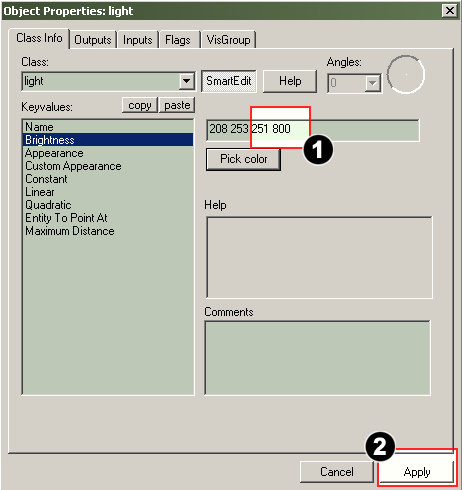 Object Properties: light
Class Info Outputs Inputs Flags VisGroup
Class: Angles:
light SmartEdit Help 0
Keyvalues: copy paste
Name 208 253 251 800
Brightness 1
Appearance Pick color
Custom Appearance
Constant
Linear
Quadratic Help
Entity To Point At
Maximum Distance
Comments
2
Cancel Apply